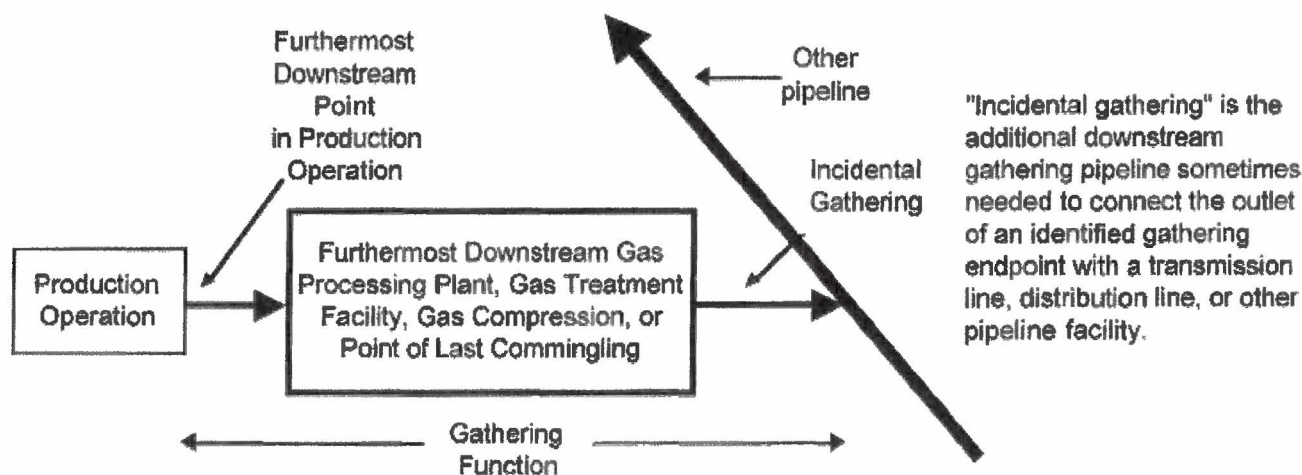 Furthermost
Downstream
Point
in Production
Operation
Other
pipeline
Incidental
Gathering
"Incidental gathering" is the
additional downstream
gathering pipeline sometimes
needed to connect the outlet
of an identified gathering
endpoint with a transmission
line, distribution line, or other
pipeline facility.
Production
Operation
Furthermost Downstream Gas
Processing Plant, Gas Treatment
Facility, Gas Compression, or
Point of Last Commingling
Gathering
Function